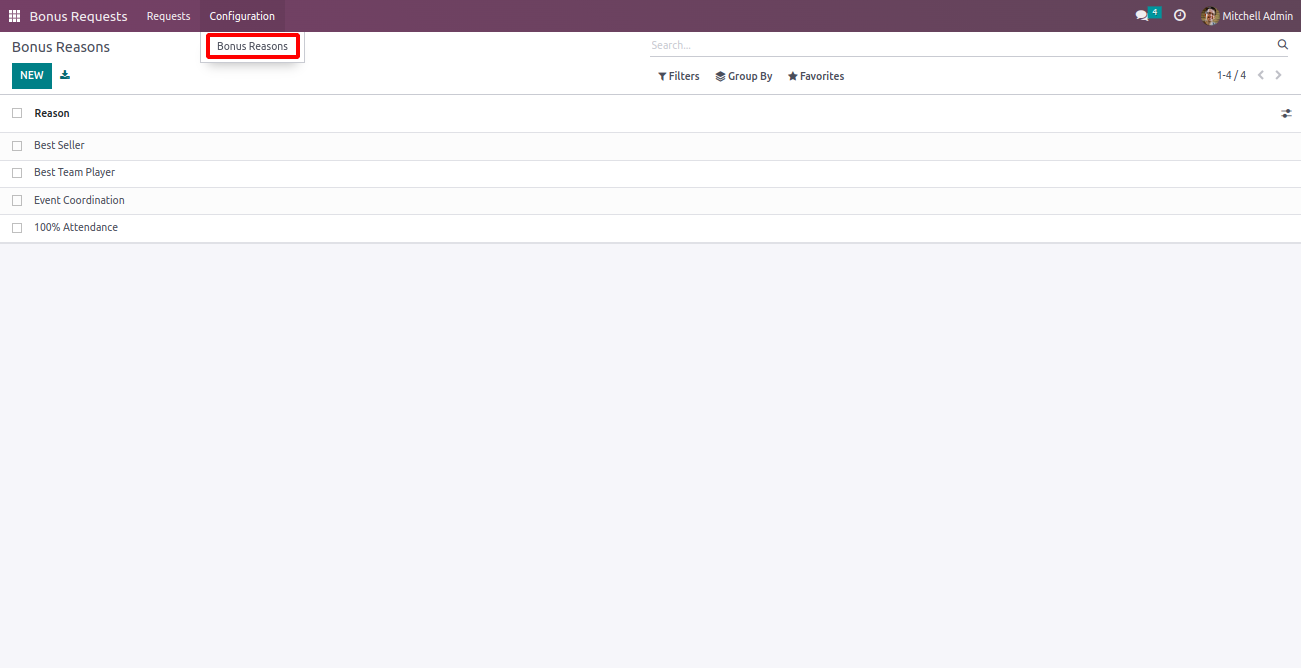 Bonus Requests Requests Configuration 4 Mitchell Admin
Bonus Reasons Bonus Reasons Search...
NEW Filters Group By Favorites 1-4 / 4
Reason
Best Seller
Best Team Player
Event Coordination
100% Attendance